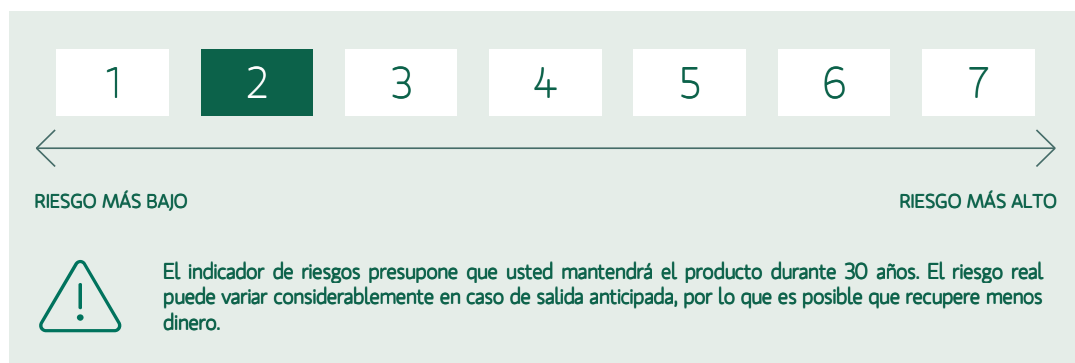 1 2 3 4 5 6 7
RIESGO MÁS BAJO RIESGO MÁS ALTO
El indicador de riesgos presupone que usted mantendrá el producto durante 30 años. El riesgo real
puede variar considerablemente en caso de salida anticipada, por lo que es posible que recupere menos
dinero.